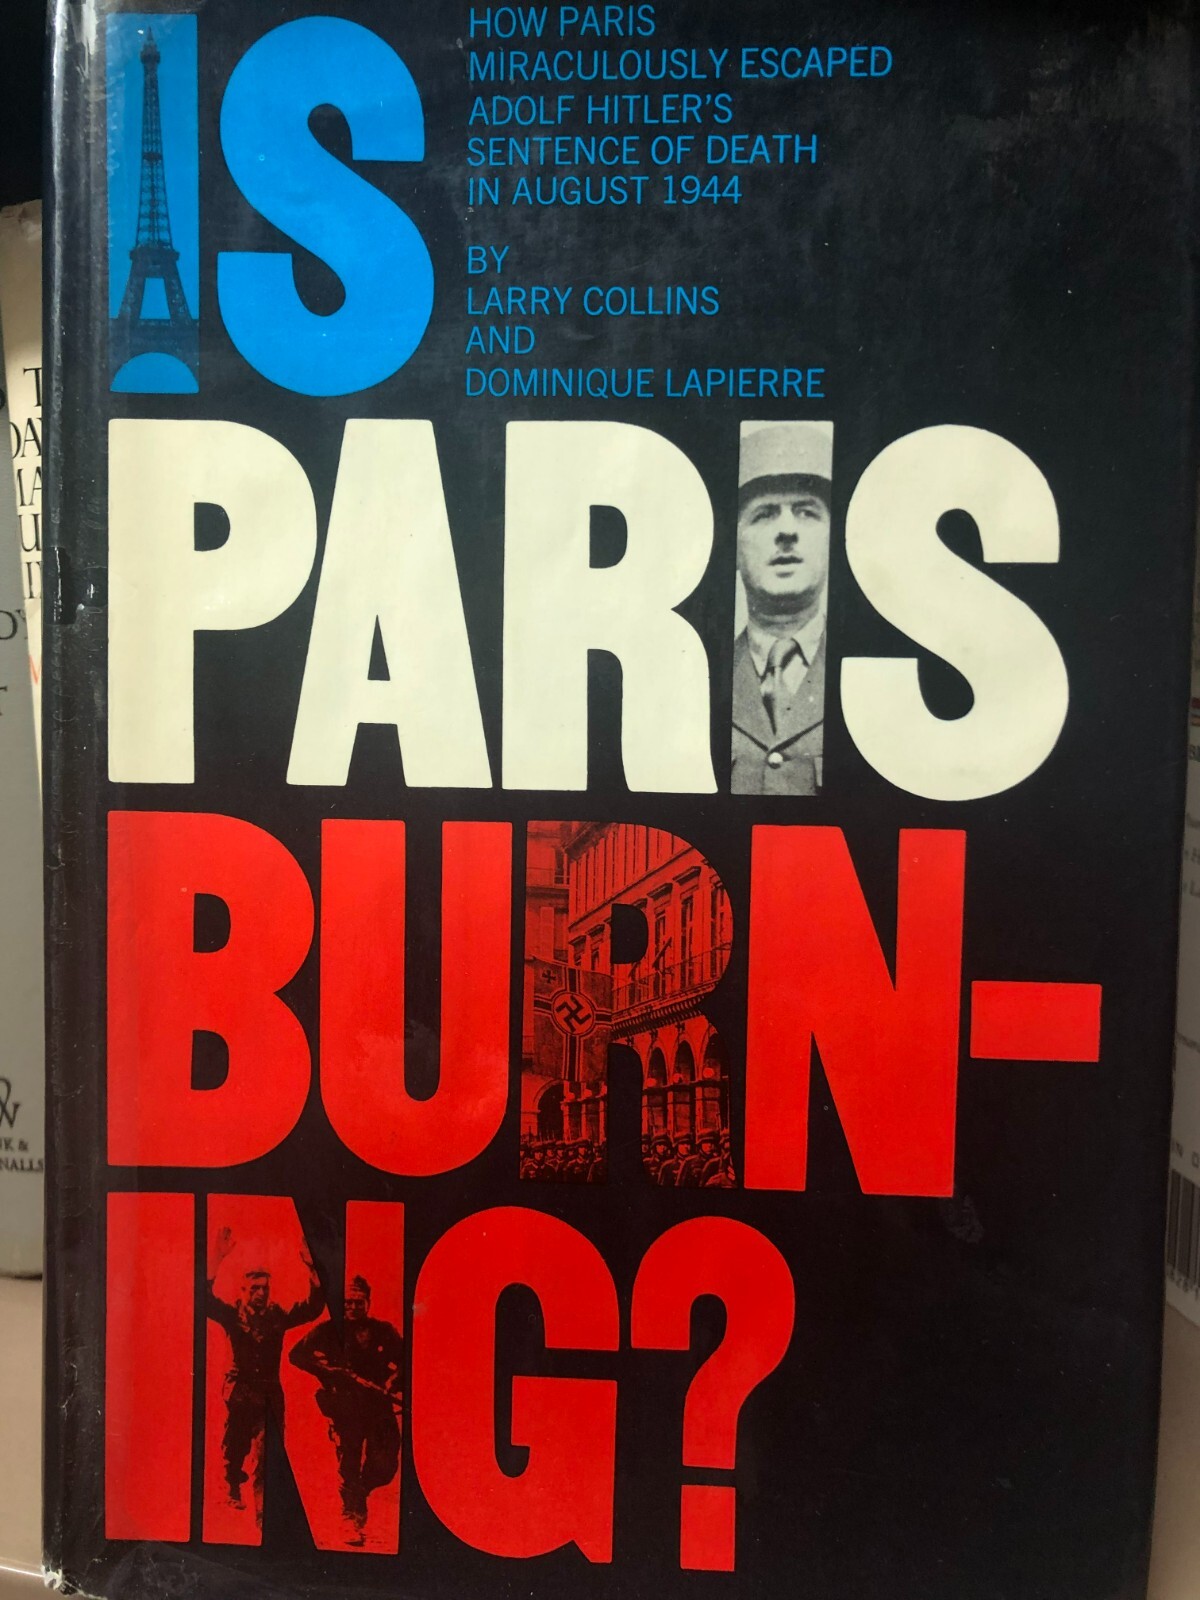 HOW PARIS
MIRACULOUSLY ESCAPED
ADOLF HITLER'S
SENTENCE OF DEATH
IN AUGUST 1944
BY
LARRY COLLINS
AND
DOMINIQUE LAPIERRE
IS
PARIS
BURN-
ING?